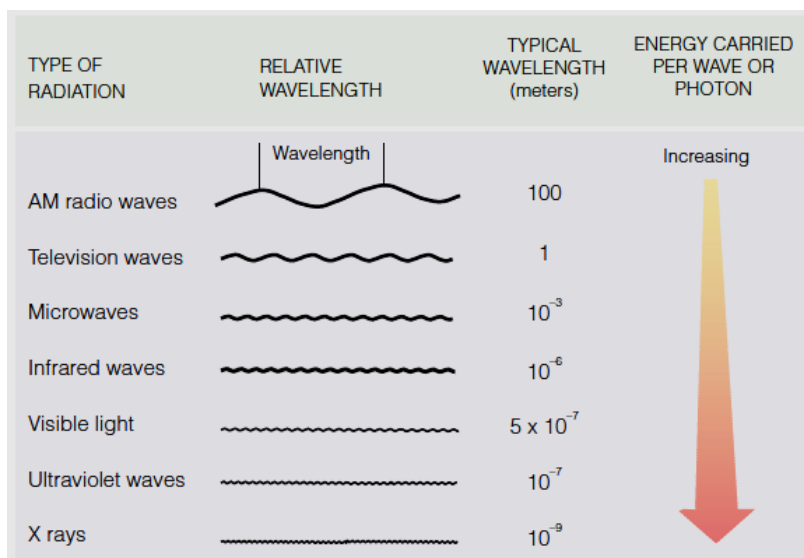 TYPE OF
RADIATION
RELATIVE
WAVELENGTH
TYPICAL
WAVELENGTH
(meters)
ENERGY CARRIED
PER WAVE OR
PHOTON
Wavelength
Increasing
AM radio waves 100
Television waves 1
Microwaves 10⁻³
Infrared waves 10⁻⁶
Visible light 5 x 10⁻⁷
Ultraviolet waves 10⁻⁷
X rays 10⁻⁹